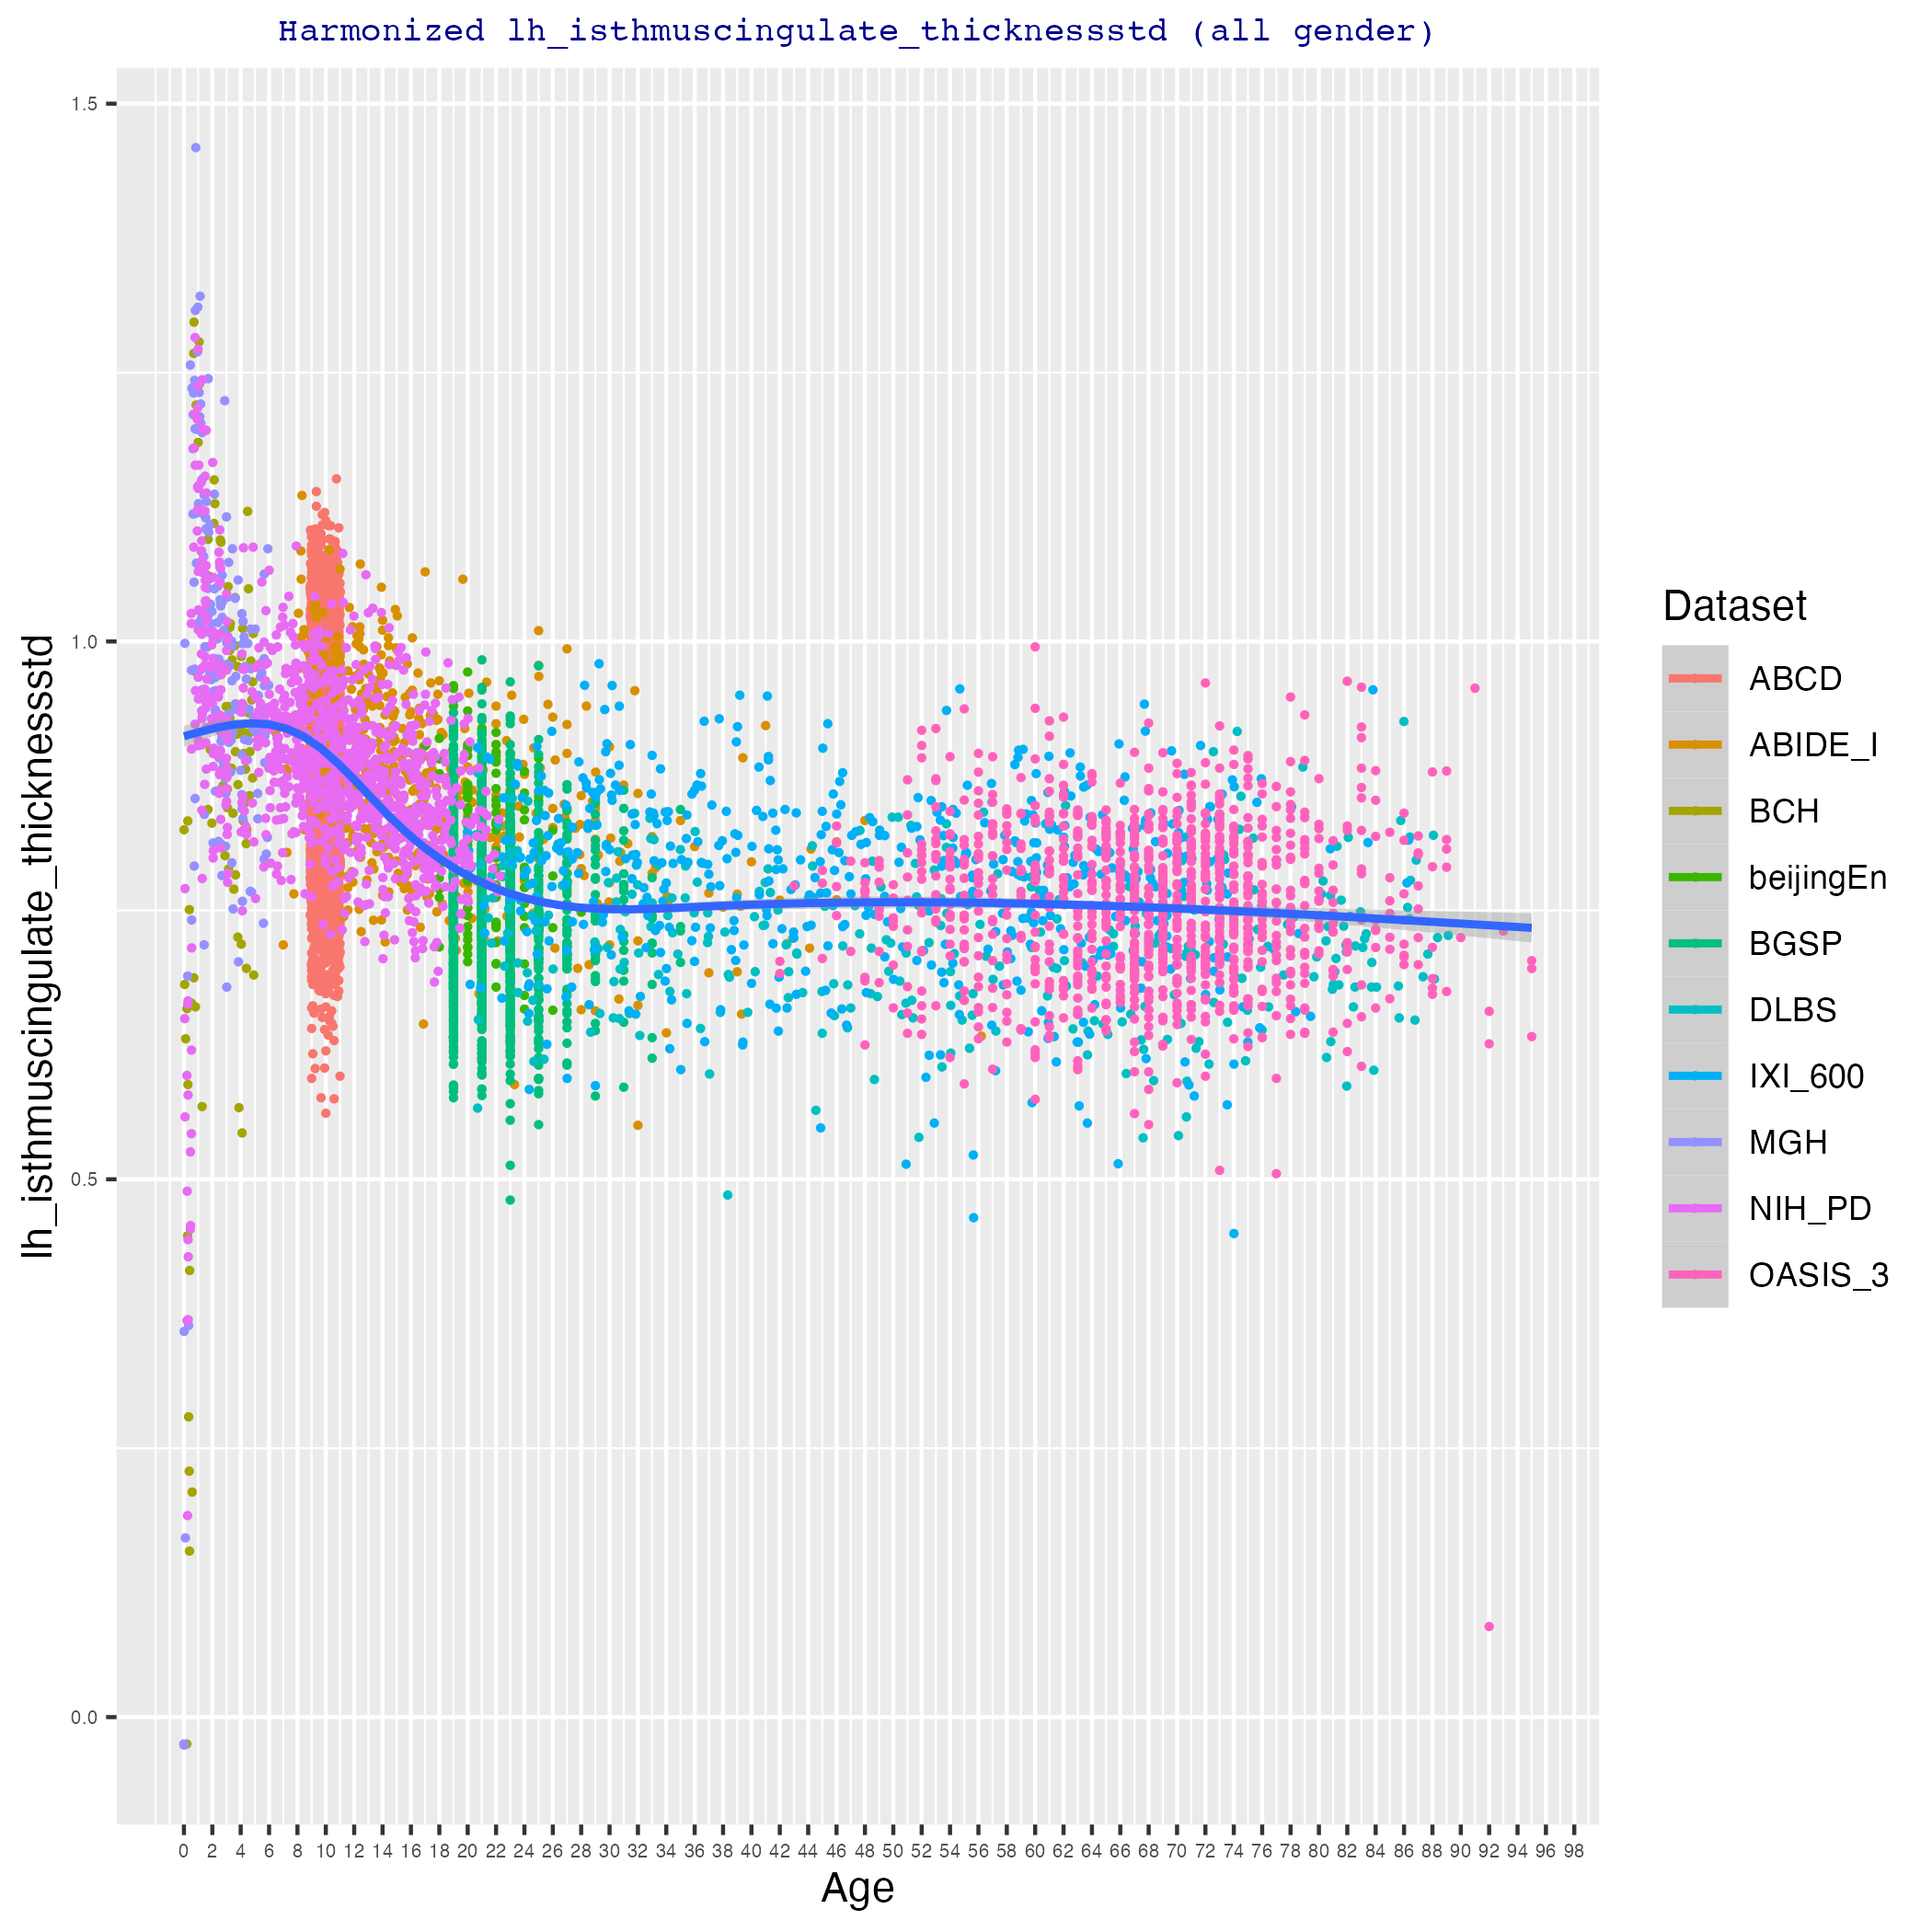 Harmonized lh_isthmuscingulate_thicknessstd (all gender)
1.5
1.0
0.5
0.0
lh_isthmuscingulate_thicknessstd
0 2 4 6 8 10 12 14 16 18 20 22 24 26 28 30 32 34 36 38 40 42 44 46 48 50 52 54 56 58 60 62 64 66 68 70 72 74 76 78 80 82 84 86 88 90 92 94 96 98
Age
Dataset
ABCD
ABIDE_I
BCH
beijingEn
BGSP
DLBS
IXI_600
MGH
NIH_PD
OASIS_3